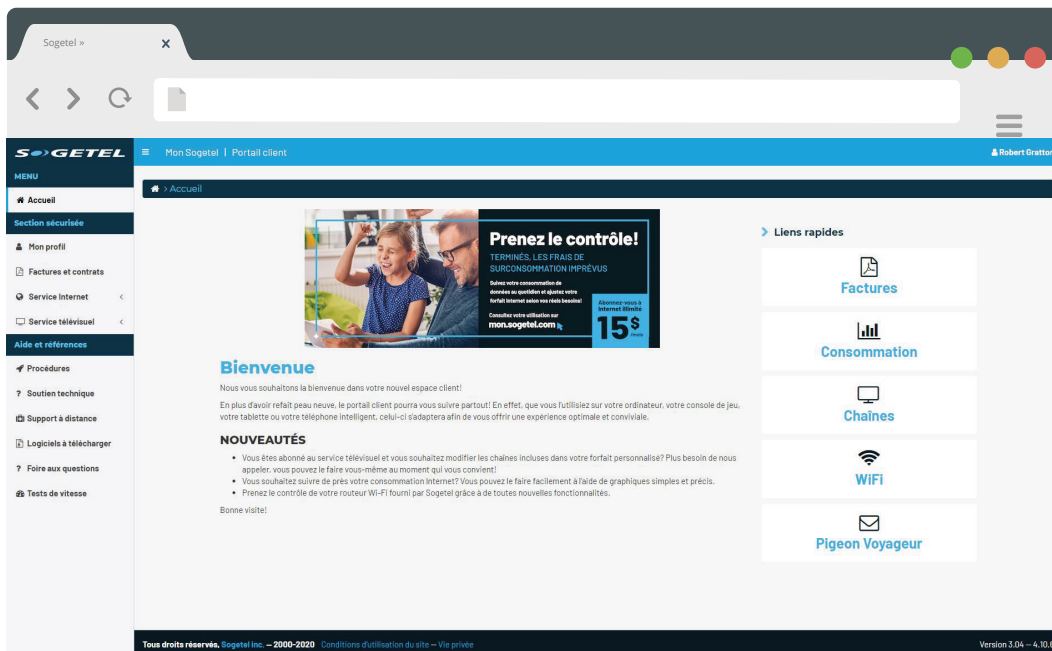 Sogetel »
SOGETEL
Mon Sogetel | Portail client
Robert Gratton
MENU
Accueil
Section sécurisée
Mon profil
Factures et contrats
Service Internet
Service télévisuel
Aide et références
Procédures
? Soutien technique
Support à distance
Logiciels à télécharger
? Foire aux questions
Tests de vitesse
> Accueil
Prenez le contrôle!
TERMINÉS, LES FRAIS DE
SURCONSOMMATION IMPRÉVUS
Suivez votre consommation de
données au quotidien et ajustez votre
forfait Internet selon vos réels besoins!
Consultez votre utilisation sur
mon.sogetel.com
Abonnez-vous à
Internet Illimité
15$
Bienvenue
Nous vous souhaitons la bienvenue dans votre nouvel espace client!
En plus d'avoir refait peau neuve, le portail client pourra vous suivre partout! En effet, que vous l'utilisiez sur votre ordinateur, votre console de jeu,
votre tablette ou votre téléphone intelligent, celui-ci s'adaptera afin de vous offrir une expérience optimale et conviviale.
NOUVEAUTÉS
• Vous êtes abonné au service télévisuel et vous souhaitez modifier les chaînes incluses dans votre forfait personnalisé? Plus besoin de nous
appeler, vous pouvez le faire vous-même au moment qui vous convient!
• Vous souhaitez suivre de près votre consommation Internet? Vous pouvez le faire facilement à l'aide de graphiques simples et précis.
• Prenez le contrôle de votre routeur Wi-Fi fourni par Sogetel grâce à de toutes nouvelles fonctionnalités.
Bonne visite!
Liens rapides
Factures
Consommation
Chaînes
WiFi
Pigeon Voyageur
Tous droits réservés, Sogetel inc. – 2000-2020 Conditions d'utilisation du site – Vie privée
Version 3.04 – 4.10.6